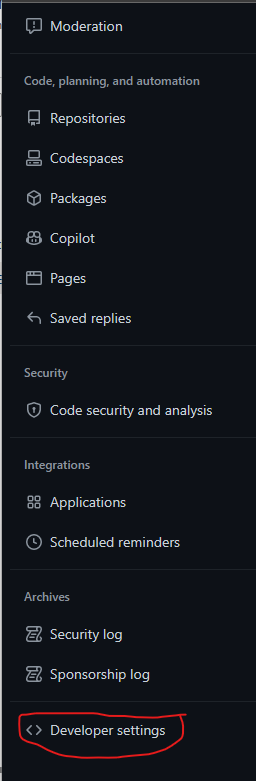 Moderation
Code, planning, and automation
Repositories
Codespaces
Packages
Copilot
Pages
Saved replies
Security
Code security and analysis
Integrations
Applications
Scheduled reminders
Archives
Security log
Sponsorship log
Developer settings